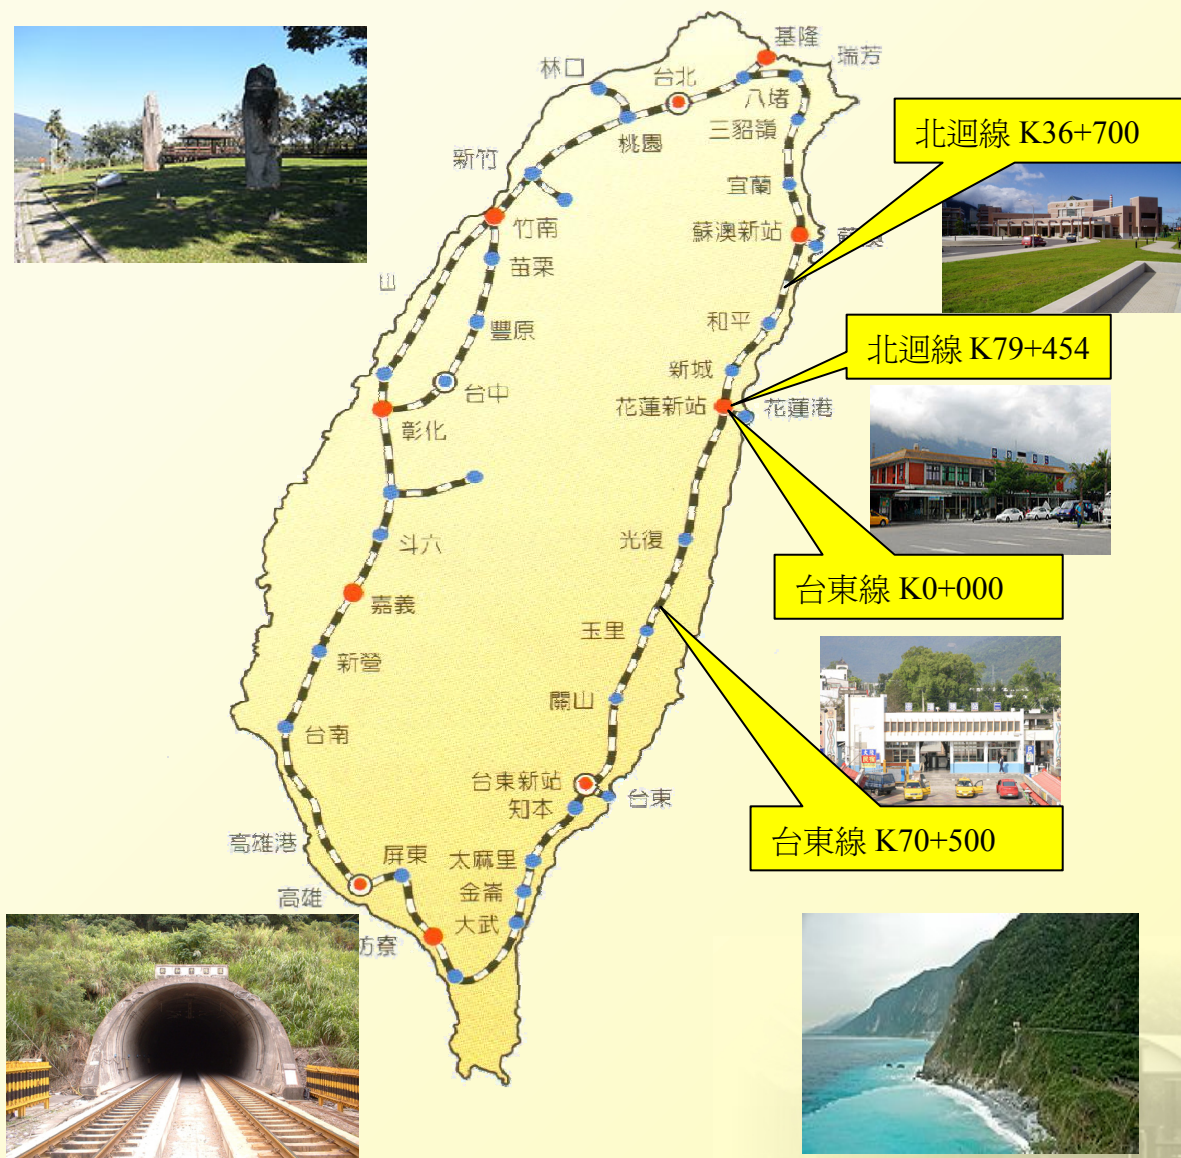 基隆
瑞芳
林口
台北
八堵
桃園
三貂嶺
北迴線 K36+700
新竹
宜蘭
竹南
蘇澳新站
苗栗
和平
豐原
北迴線 K79+454
新城
台中
花蓮新站
花蓮港
彰化
斗六
光復
台東線 K0+000
嘉義
玉里
新營
關山
台南
台東新站
台東
知本
高雄港
屏東
太麻里
台東線 K70+500
高雄
金崙
大武
寮